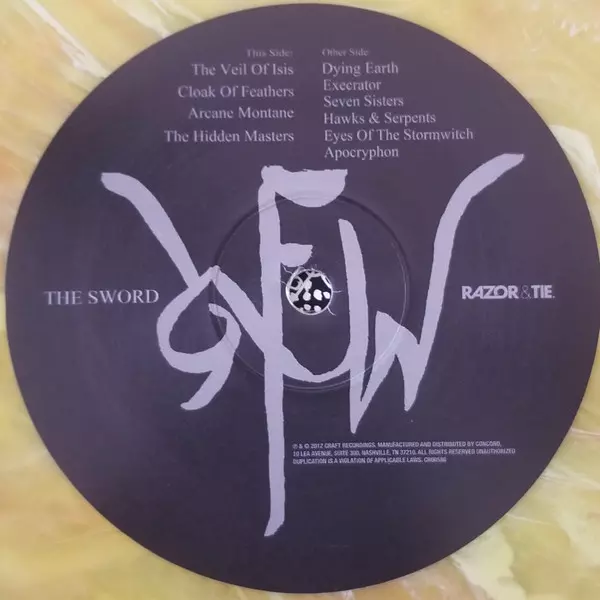 This Side:
The Veil Of Isis
Cloak Of Feathers
Arcane Montane
The Hidden Masters
Other Side
Dying Earth
Execrator
Seven Sisters
Hawks & Serpents
Eyes Of The Stormwitch
Apocryphon
THE SWORD
RAZOR&TIE.
℗ & © 2012 CRAFT RECORDINGS. MANUFACTURED AND DISTRIBUTED BY CONCORD,
10 LEA AVENUE, SUITE 300, NASHVILLE, TN 37210. ALL RIGHTS RESERVED UNAUTHORIZED
DUPLICATION IS A VIOLATION OF APPLICABLE LAWS.